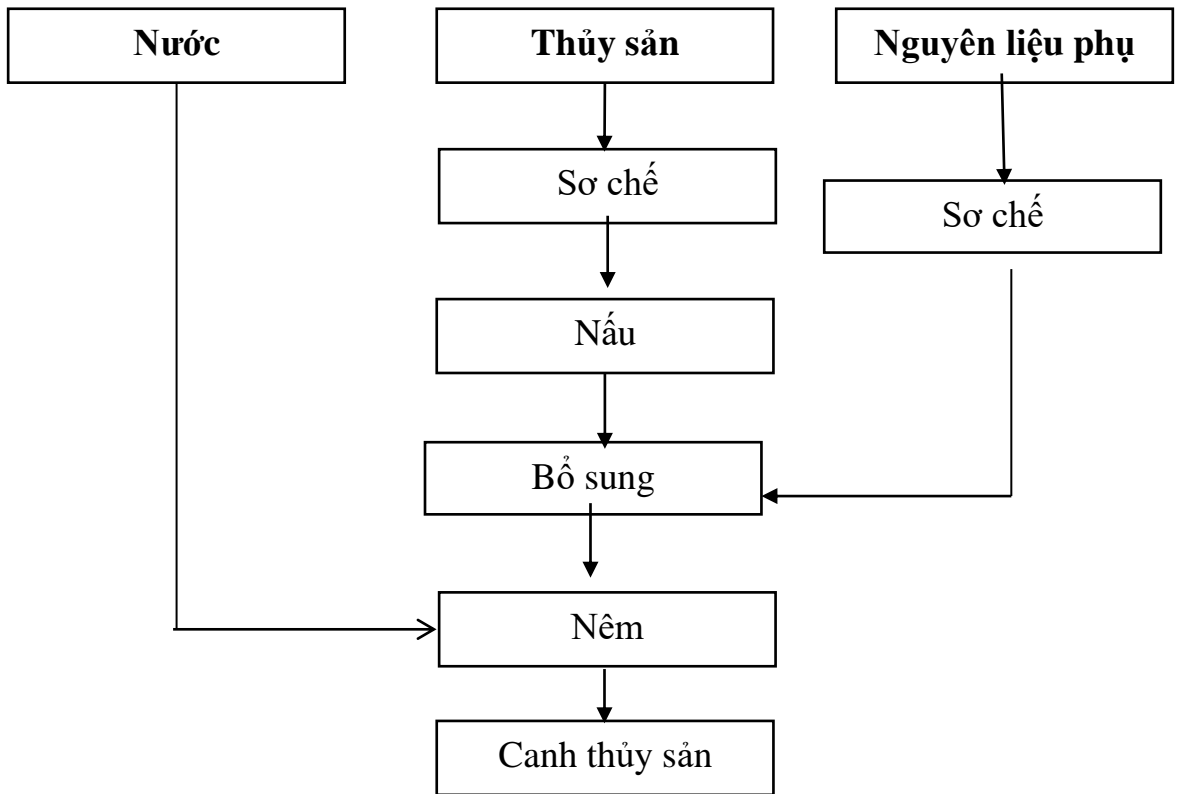 Nước
Thủy sản
Nguyên liệu phụ
Sơ chế
Sơ chế
Nấu
Bổ sung
Nêm
Canh thủy sản